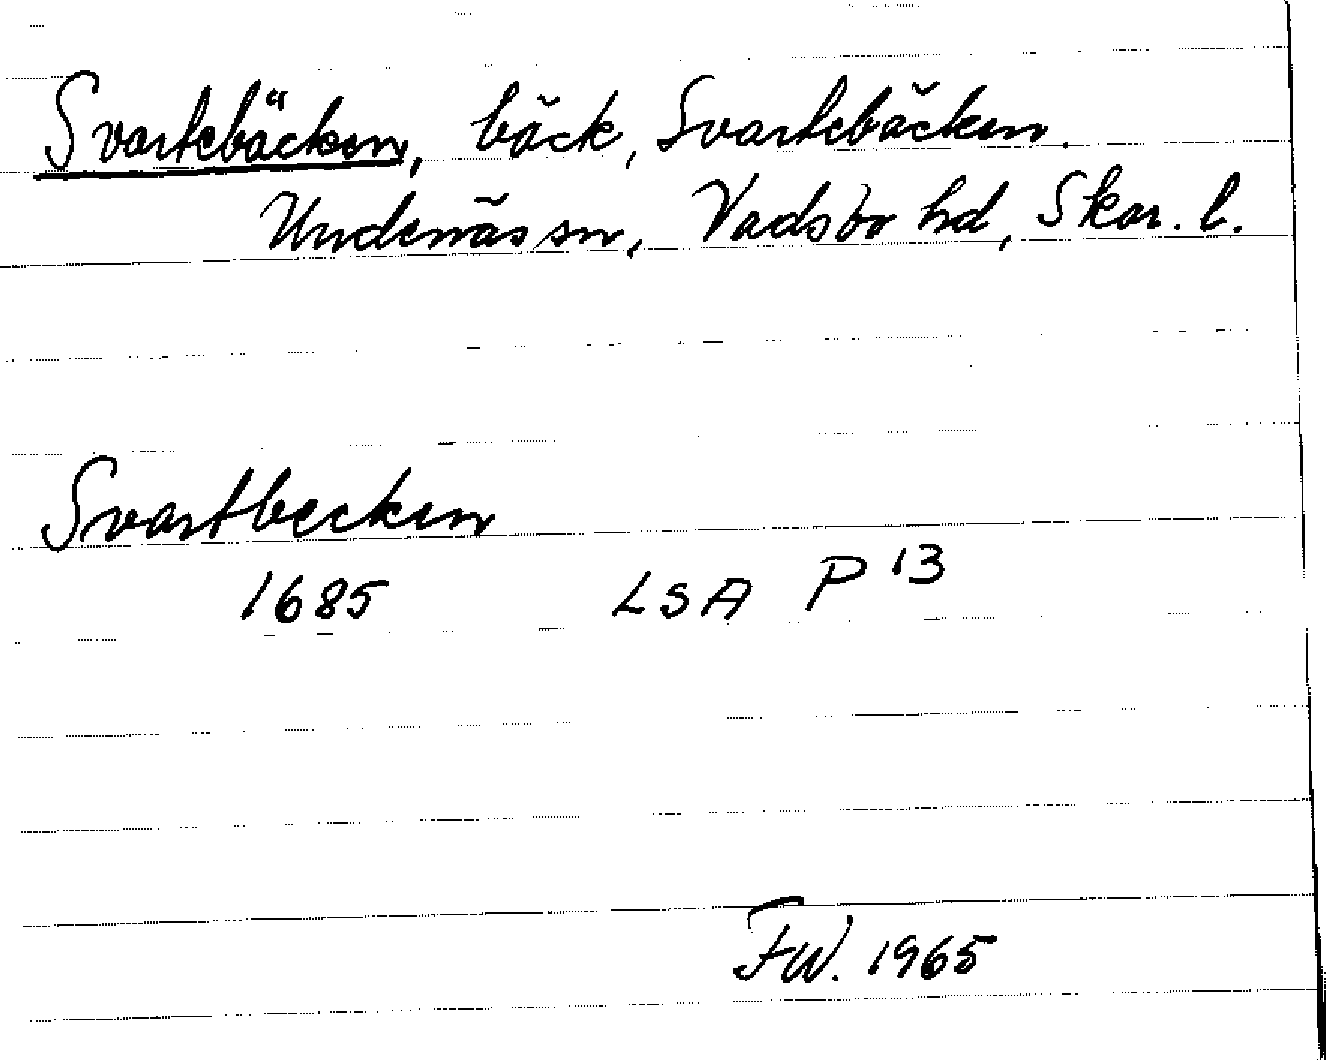 Svartebäcken, bäck, Svartebäcken.
Undenäs sn, Vadsbo hd, Skar. l.
Svartbecken
1685 LSA P 13
FW. 1965